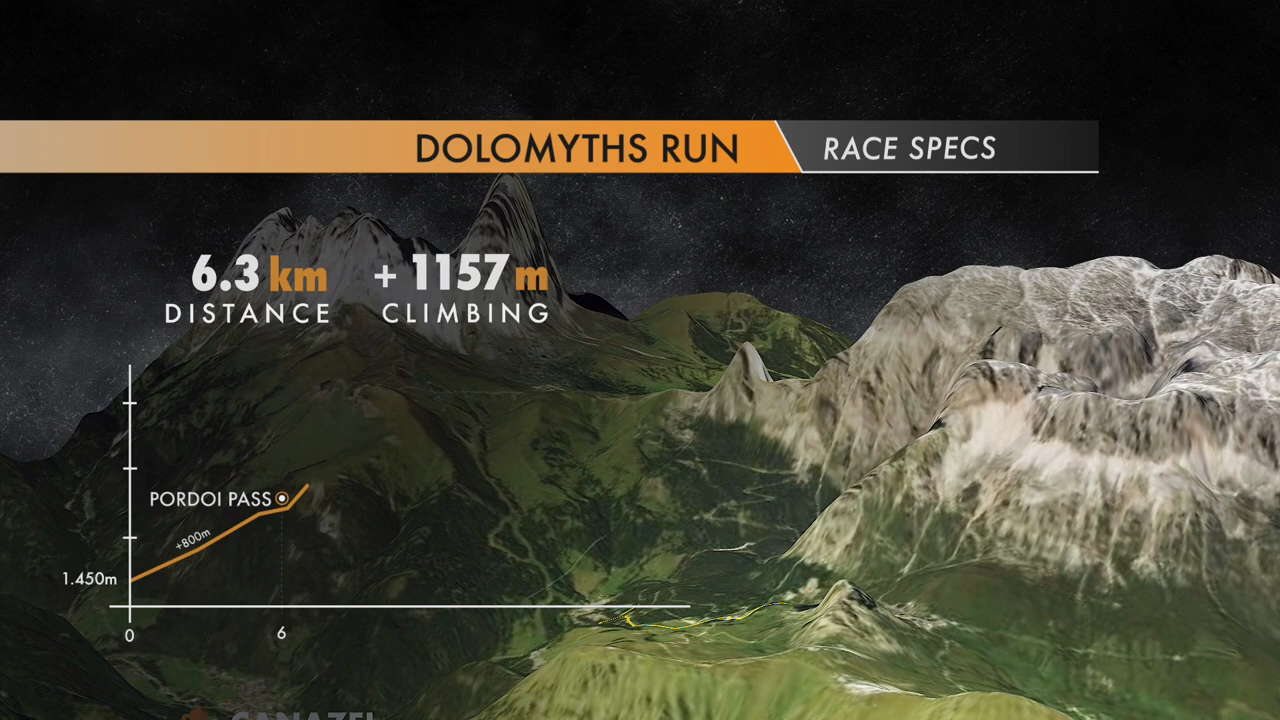 DOLOMYTHS RUN
RACE SPECS
6.3 km
DISTANCE
+ 1157 m
CLIMBING
PORDOI PASS
+800m
1.450m
0
6